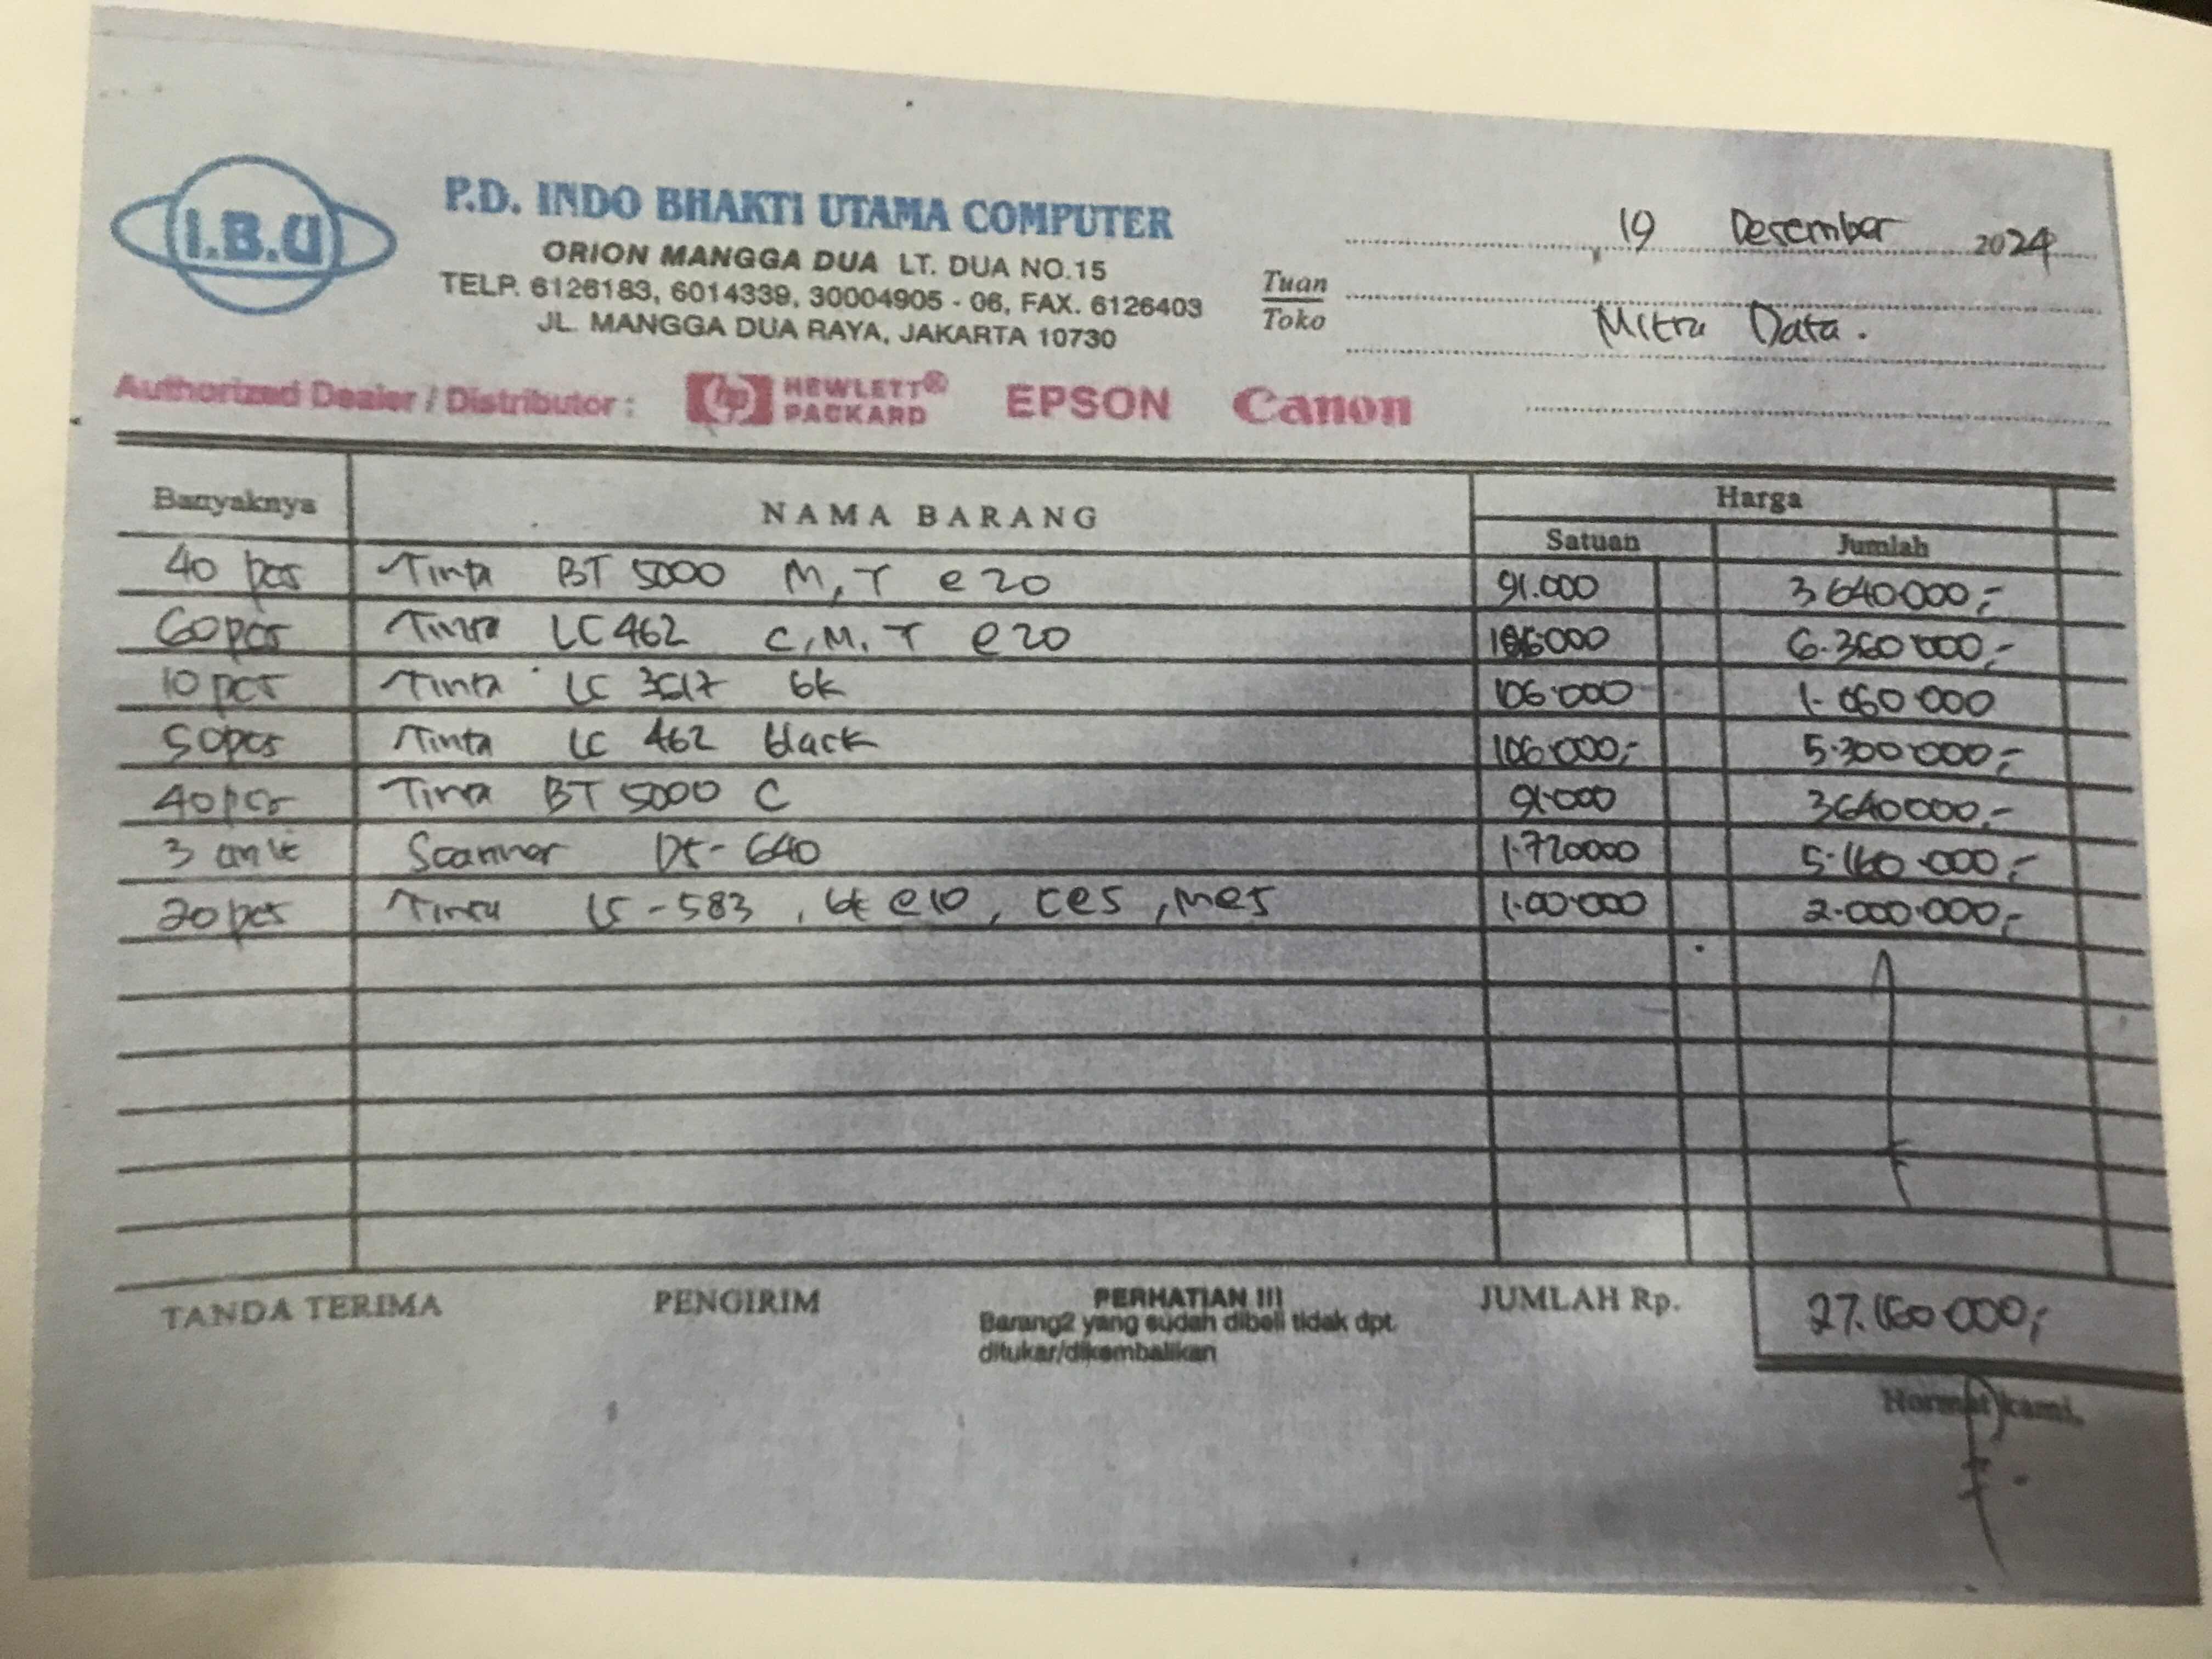 I.B.U
P.D. INDO BHAKTI UTAMA COMPUTER
ORION MANGGA DUA LT. DUA NO.15
TELP. 6126183, 6014339, 30004905 - 06, FAX. 6126403
JL. MANGGA DUA RAYA, JAKARTA 10730
, 19 Desember 2024
Tuan
Toko
Mitra Data.
Authorized Dealer / Distributor : hp HEWLETT® PACKARD EPSON Canon
Banyaknya NAMA BARANG Harga
Satuan Jumlah
40 pcs Tinta BT 5000 M, Y @ 20 91.000 3 640 000,-
60 pcs Tinta LC 462 C, M, Y @ 20 106.000 6.360 000,-
10 pcs Tinta LC 3617 bk 106.000 1.060 000
50 pcs Tinta LC 462 black 106.000,- 5.300 000,-
40 pcs Tinta BT 5000 C 91.000 3 640 000,-
3 unit Scanner DS-640 1.720 000 5.160 000,-
20 pcs Tinta -583, bk @ 10, C@5, M@5 1.00.000 2.000.000,-
TANDA TERIMA PENGIRIM PERHATIAN !!! JUMLAH Rp. 27.160 000,-
Barang2 yang sudah dibeli tidak dpt.
ditukar/dikembalikan
Hormat kami,